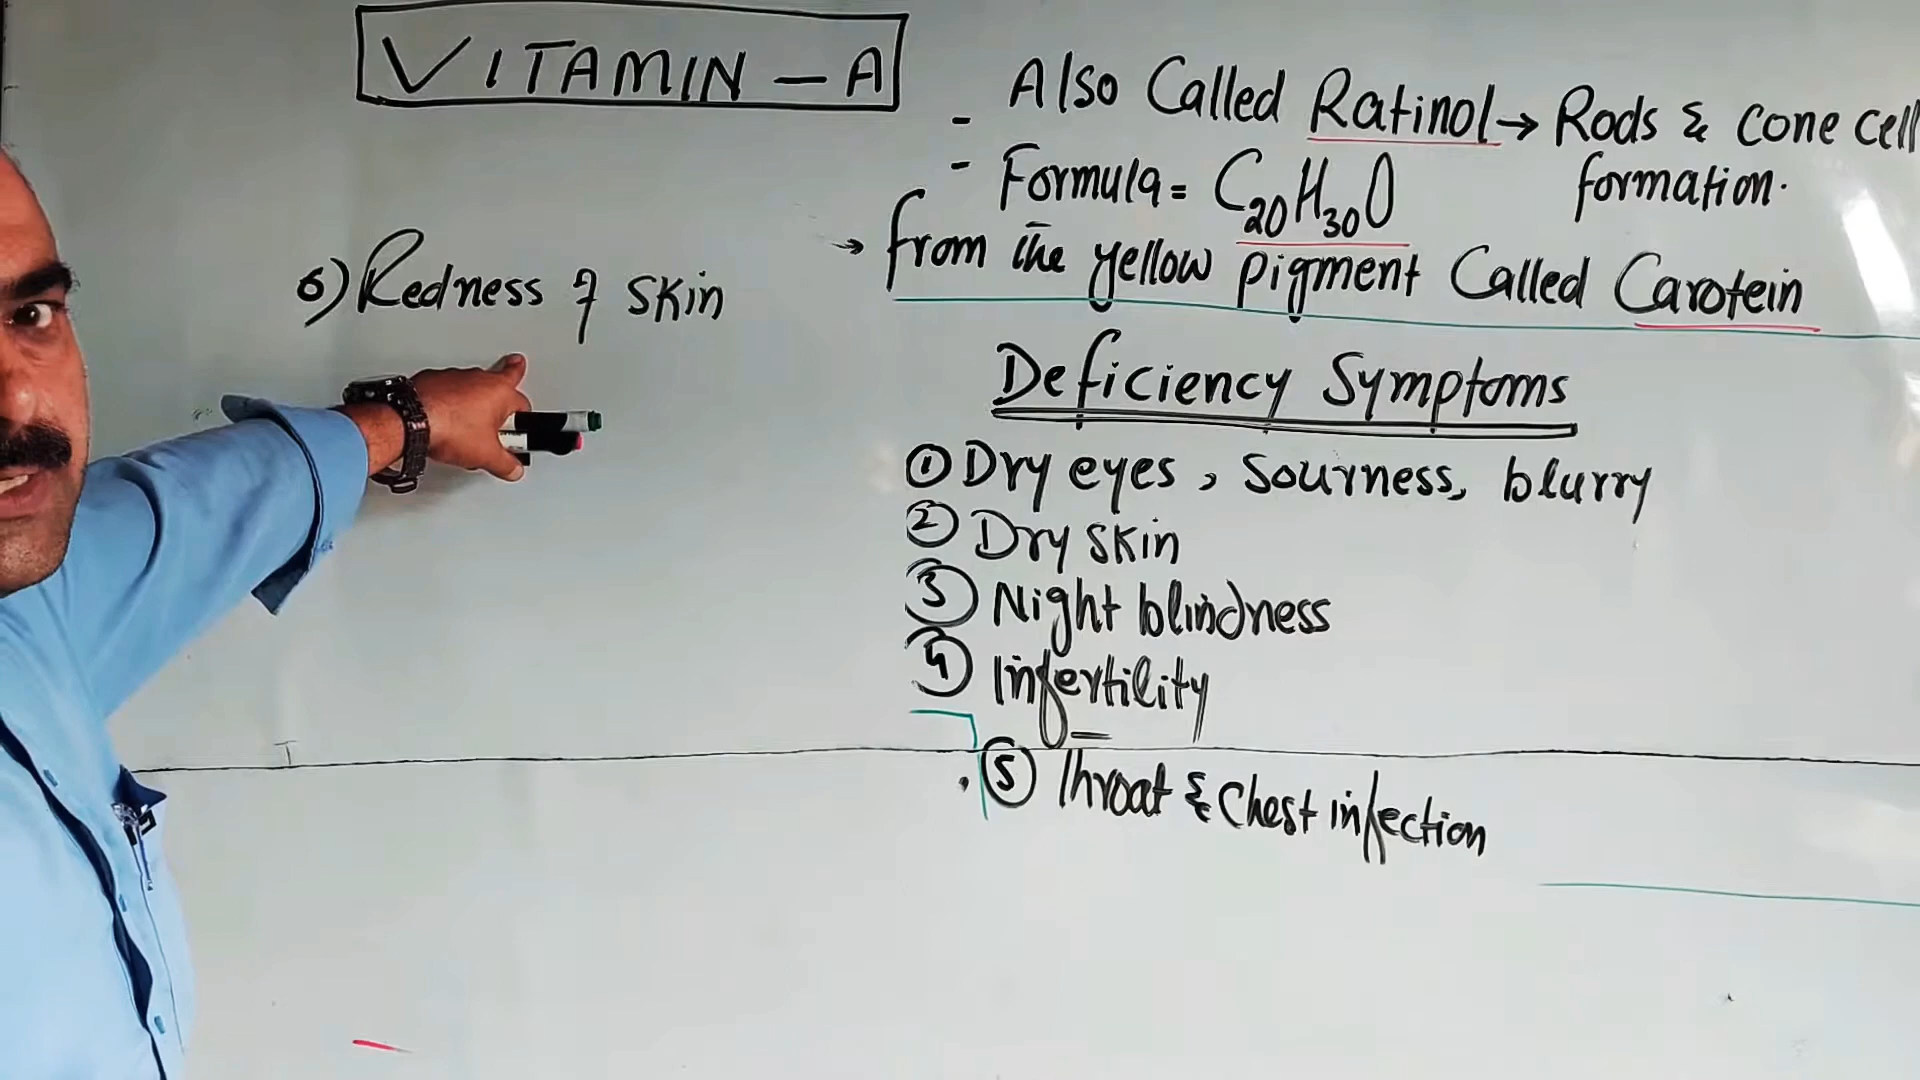 VITAMIN - A
- Also Called Ratinol → Rods & cone cell
formation.
- Formula = C20H30O
→ from the yellow pigment Called Carotein
Deficiency Symptoms
① Dry eyes, Sourness, blurry
② Dry skin
③ Night blindness
④ Infertility
⑤ Throat & Chest infection
6) Redness of skin